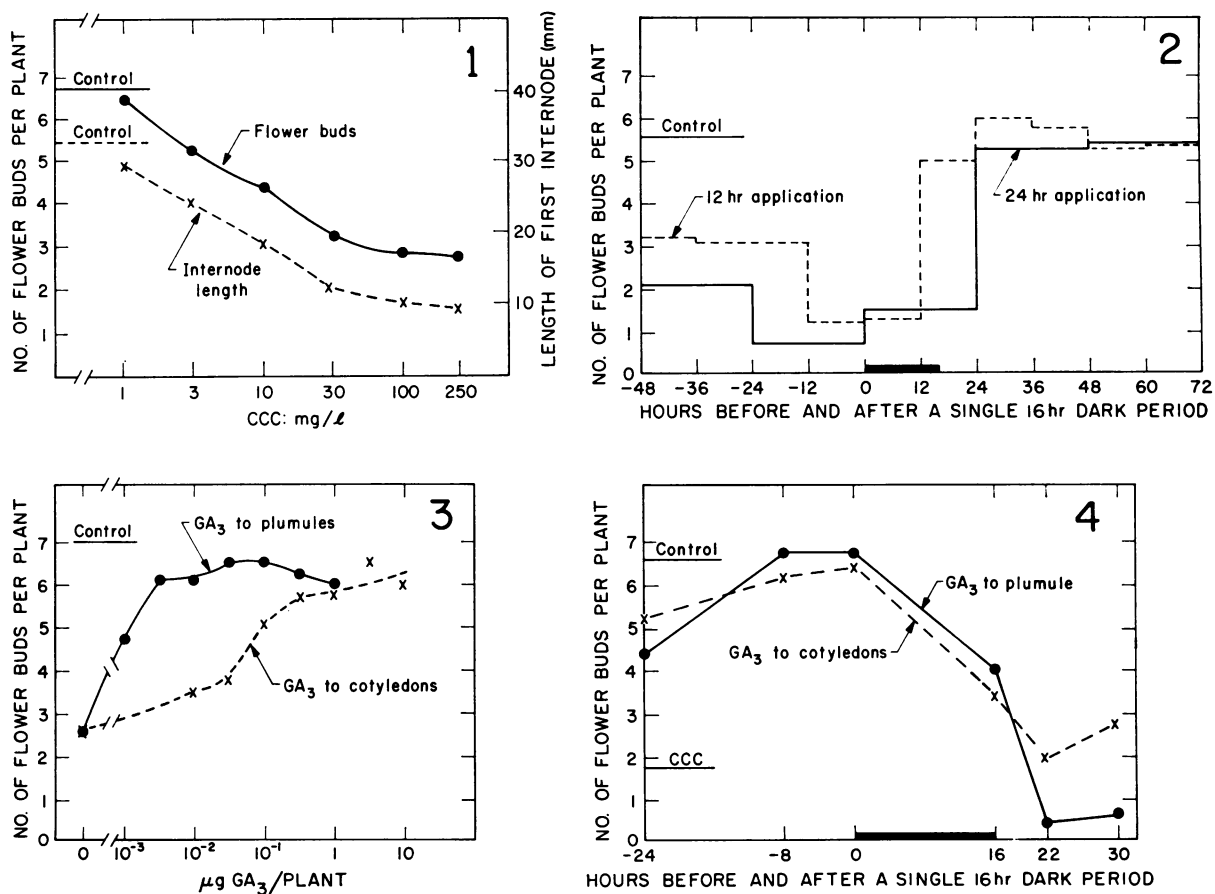 1
NO. OF FLOWER BUDS PER PLANT
7
6
5
4
3
2
1
Control
Control
Flower buds
Internode
length
40
30
20
10
LENGTH OF FIRST INTERNODE (mm)
1 3 10 30 100 250
CCC: mg/ℓ
2
NO. OF FLOWER BUDS PER PLANT
7
6
5
4
3
2
1
0
Control
12 hr application
24 hr application
-48 -36 -24 -12 0 12 24 36 48 60 72
HOURS BEFORE AND AFTER A SINGLE 16 hr DARK PERIOD
3
NO. OF FLOWER BUDS PER PLANT
7
6
5
4
3
2
1
0
Control
GA3 to plumules
GA3 to cotyledons
0 10-3 10-2 10-1 1 10
μg GA3/PLANT
4
NO. OF FLOWER BUDS PER PLANT
7
6
5
4
3
2
1
0
Control
GA3 to plumule
GA3 to cotyledons
CCC
-24 -8 0 16 22 30
HOURS BEFORE AND AFTER A SINGLE 16 hr DARK PERIOD